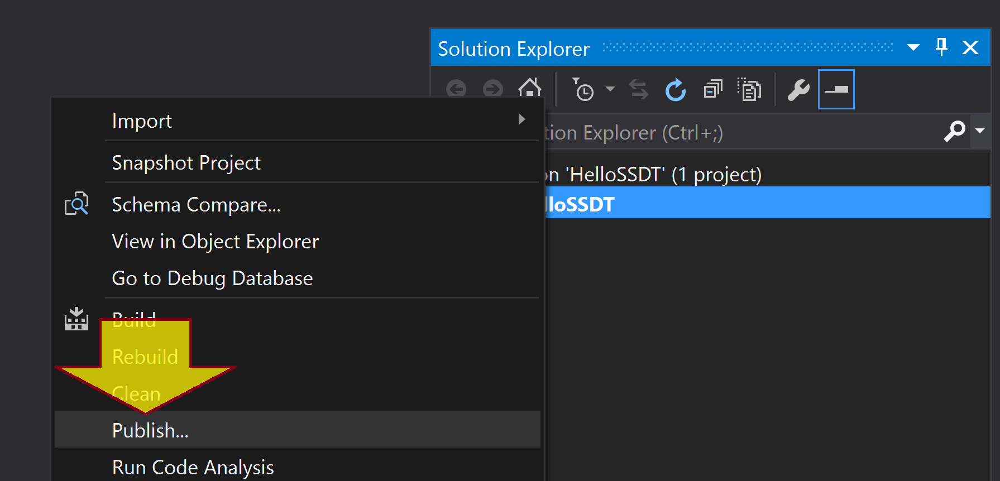 Solution Explorer
Import
tion Explorer (Ctrl+;)
Snapshot Project
on 'HelloSSDT' (1 project)
Schema Compare...
lloSSDT
View in Object Explorer
Go to Debug Database
Build
Rebuild
Clean
Publish...
Run Code Analysis